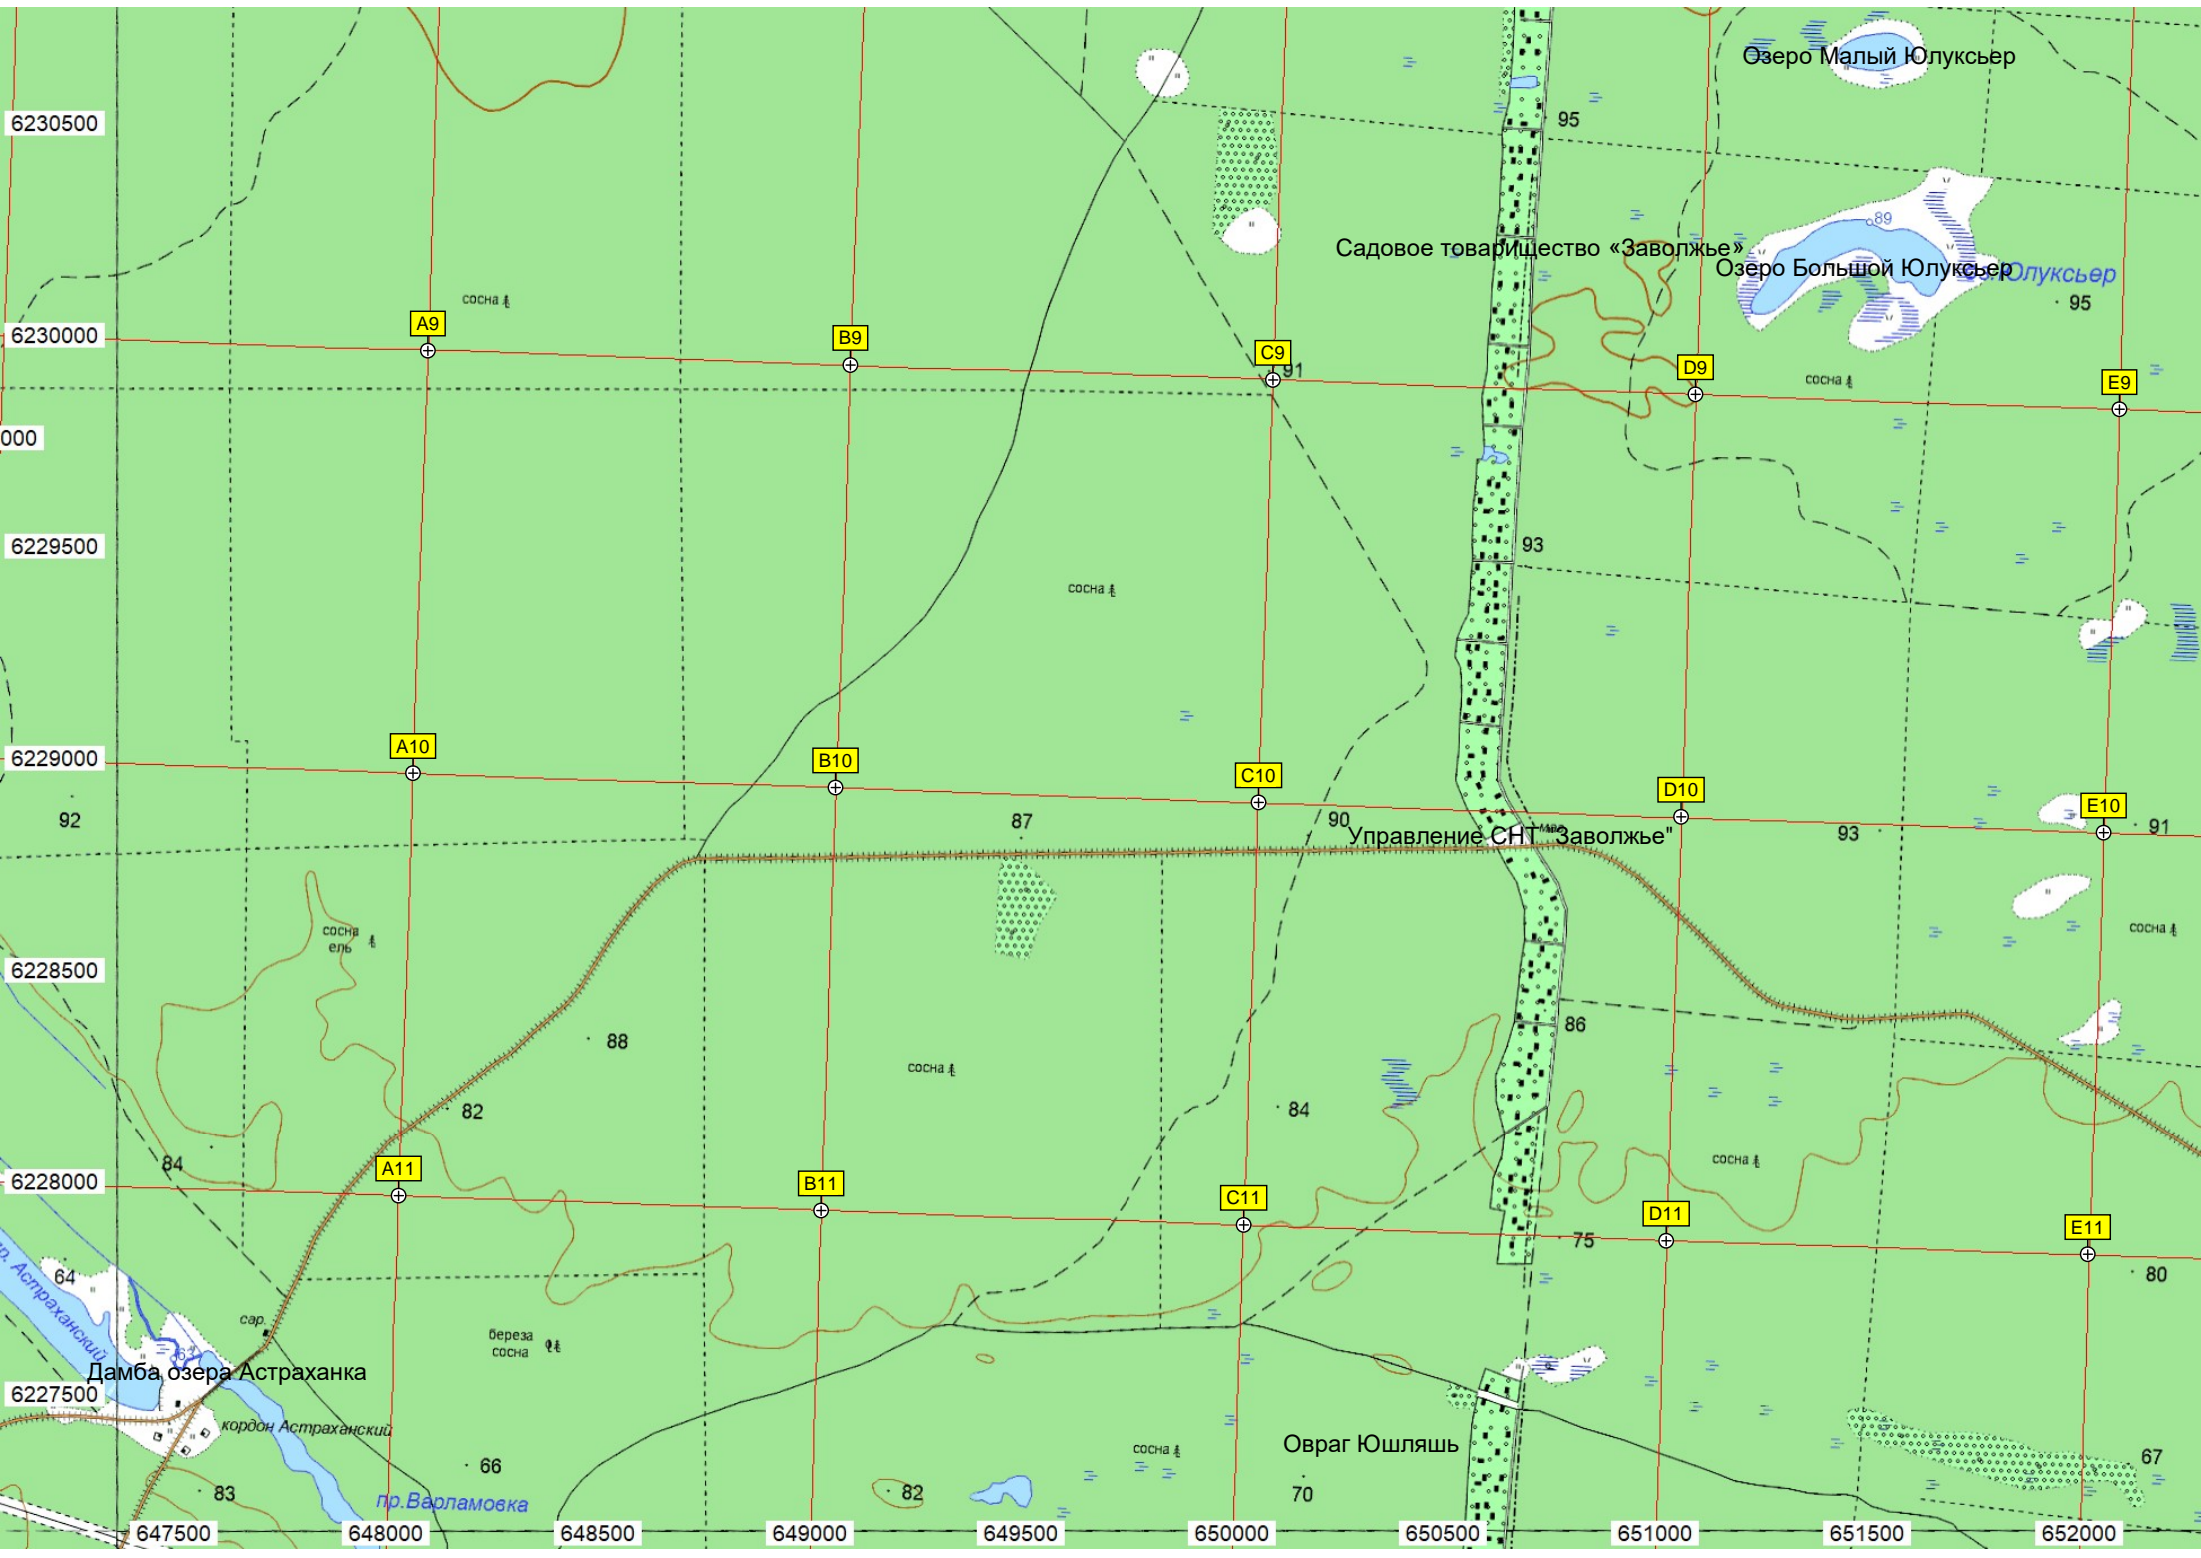 Озеро Малый Юлуксьер
6230500
95
89
Садовое товарищество «Заволжье»
Озеро Большой Юлуксьер
Юлуксьер
95
сосна
A9
6230000
B9
C9
91
D9
сосна
E9
000
6229500
93
сосна
A10
6229000
B10
C10
D10
E10
92
87
90
93
91
Управление СНТ "Заволжье"
сосна
ель
сосна
6228500
86
88
сосна
82
84
84
сосна
A11
6228000
B11
C11
D11
E11
75
80
64
пр. Астраханский
сар.
береза
сосна
63
Дамба озера Астраханка
6227500
кордон Астраханский
Овраг Юшляшь
сосна
67
66
83
пр.Варламовка
82
70
647500
648000
648500
649000
649500
650000
650500
651000
651500
652000